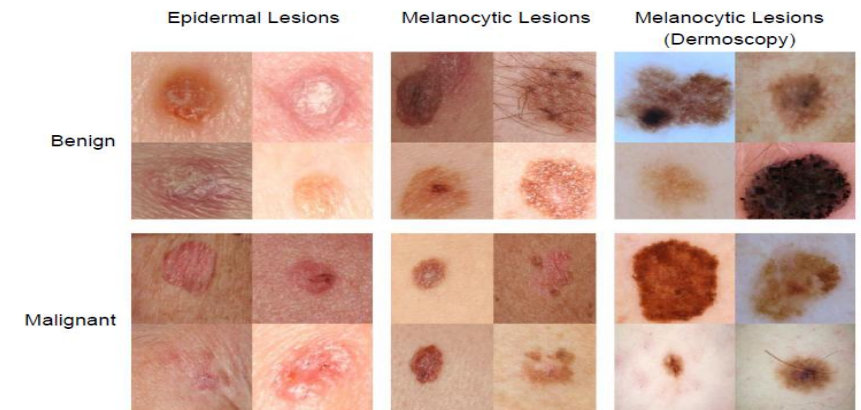 Epidermal Lesions
Melanocytic Lesions
Melanocytic Lesions
(Dermoscopy)
Benign
Malignant